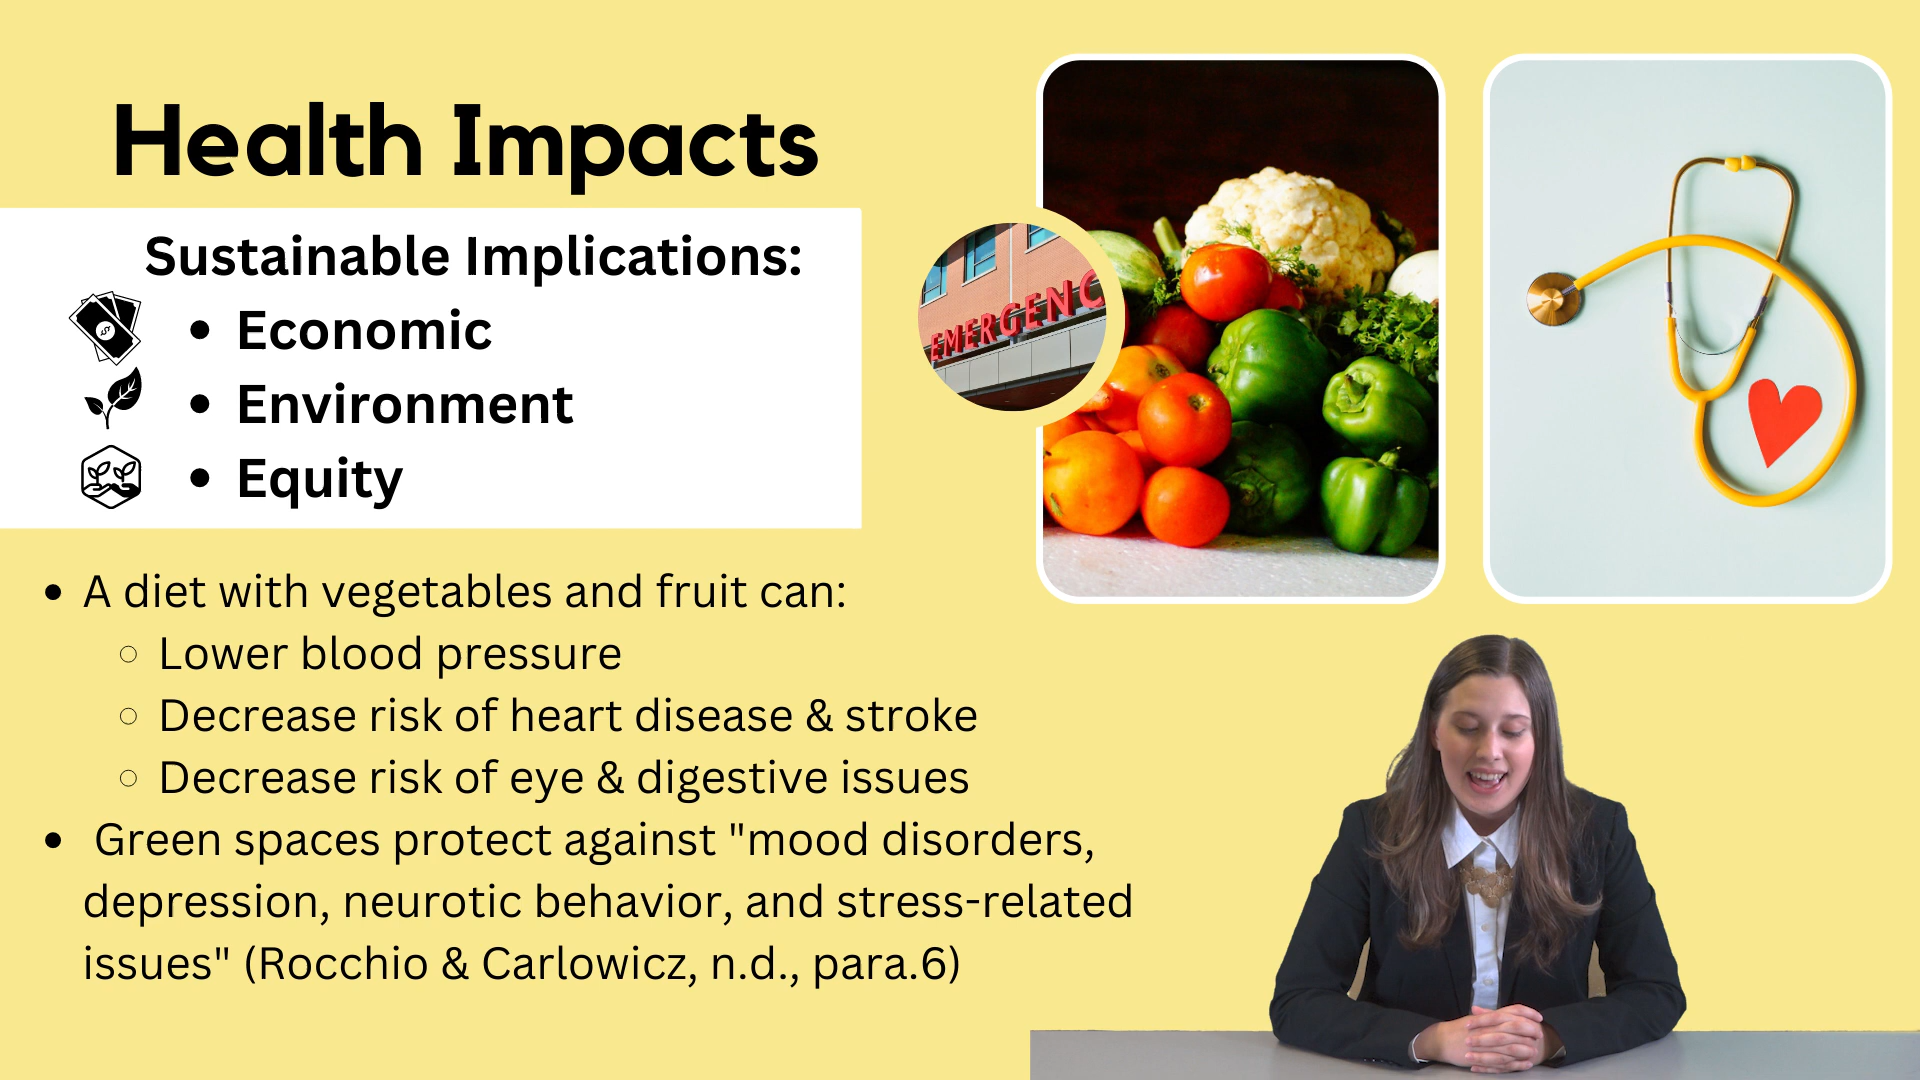 Health Impacts
Sustainable Implications:
• Economic
• Environment
• Equity
EMERGENC
• A diet with vegetables and fruit can:
○ Lower blood pressure
○ Decrease risk of heart disease & stroke
○ Decrease risk of eye & digestive issues
• Green spaces protect against "mood disorders,
depression, neurotic behavior, and stress-related
issues" (Rocchio & Carlowicz, n.d., para.6)